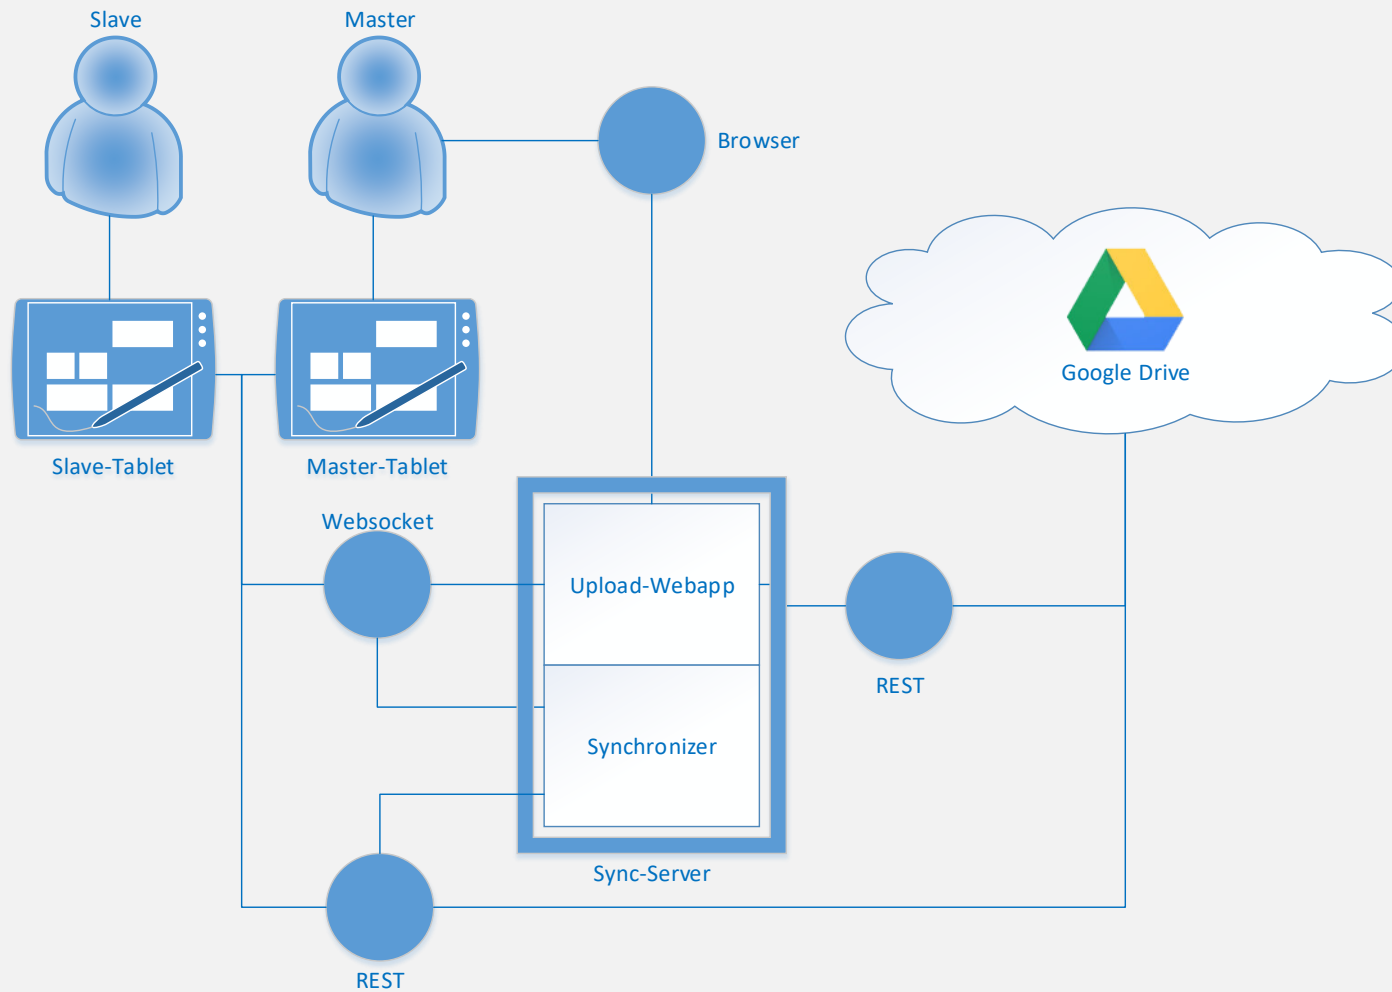 Slave
Master
Browser
Google Drive
Slave-Tablet
Master-Tablet
Websocket
Upload-Webapp
REST
Synchronizer
Sync-Server
REST